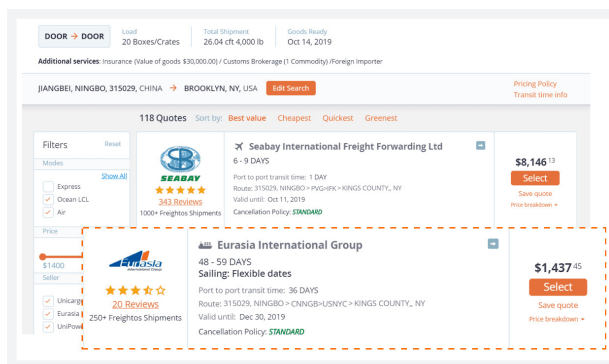 DOOR → DOOR
Load
20 Boxes/Crates
Total Shipment
26.04 cft 4,000 lb
Goods Ready
Oct 14, 2019
Additional services: Insurance (Value of goods $30,000.00) / Customs Brokerage (1 Commodity) /Foreign Importer
JIANGBEI, NINGBO, 315029, CHINA → BROOKLYN, NY, USA Edit Search
Pricing Policy
Transit time info
118 Quotes Sort by: Best value Cheapest Quickest Greenest
Filters Reset
Modes
Show All
Express
Ocean LCL
Air
Price
$1400
Seller
Unicarg
Eurasia
UniPow
SEABAY
343 Reviews
1000+ Freightos Shipments
Seabay International Freight Forwarding Ltd
6 - 9 DAYS
Port to port transit time: 1 DAY
Route: 315029, NINGBO > PVG>JFK > KINGS COUNTY,, NY
Valid until: Oct 11, 2019
Cancellation Policy: STANDARD
$8,146 13
Select
Save quote
Price breakdown
Eurasia
International Group
20 Reviews
250+ Freightos Shipments
Eurasia International Group
48 - 59 DAYS
Sailing: Flexible dates
Port to port transit time: 36 DAYS
Route: 315029, NINGBO > CNNGB>USNYC > KINGS COUNTY,, NY
Valid until: Dec 30, 2019
Cancellation Policy: STANDARD
$1,437 45
Select
Save quote
Price breakdown